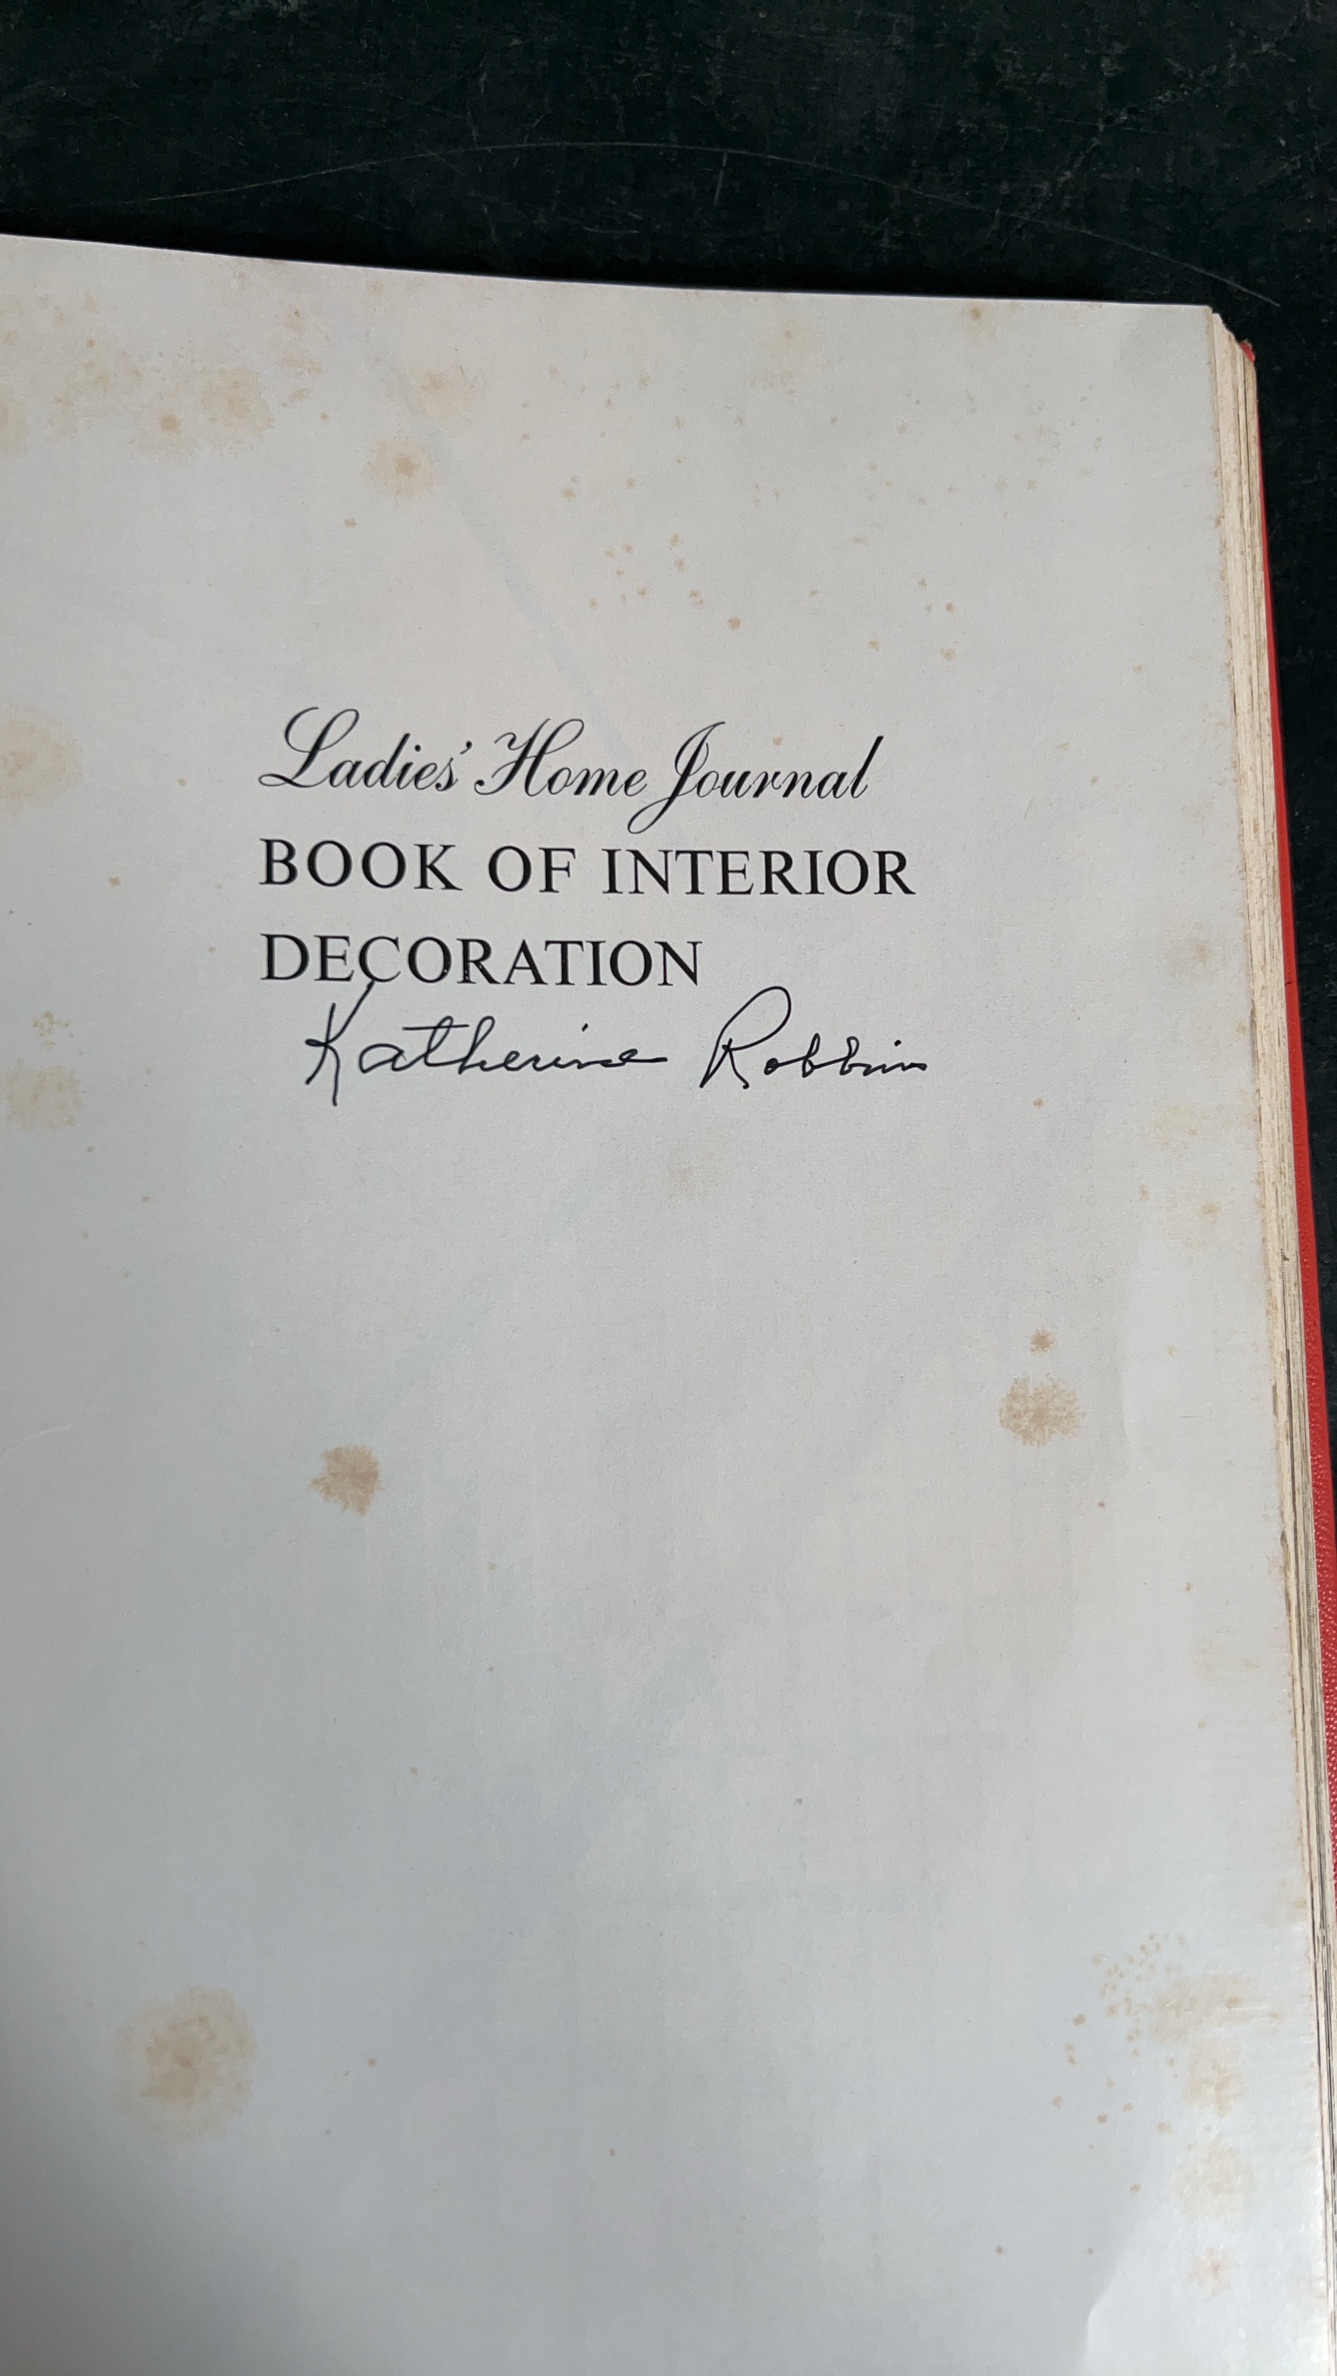 Ladies' Home Journal
BOOK OF INTERIOR
DECORATION
Katherine Robbins